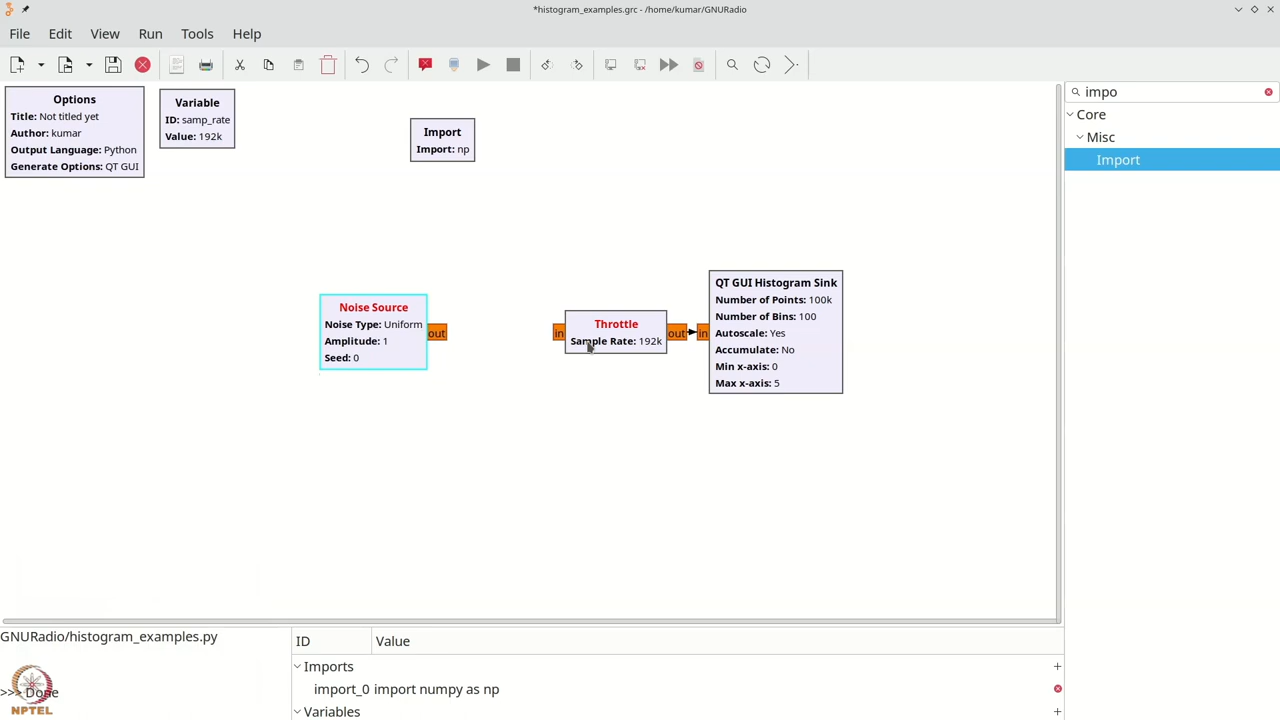 *histogram_examples.grc - /home/kumar/GNURadio
File Edit View Run Tools Help
Options
Title: Not titled yet
Author: kumar
Output Language: Python
Generate Options: QT GUI
Variable
ID: samp_rate
Value: 192k
Import
Import: np
Noise Source
Noise Type: Uniform
Amplitude: 1
Seed: 0
out
in
Throttle
Sample Rate: 192k
out
in
QT GUI Histogram Sink
Number of Points: 100k
Number of Bins: 100
Autoscale: Yes
Accumulate: No
Min x-axis: 0
Max x-axis: 5
impo
Core
Misc
Import
GNURadio/histogram_examples.py
>>> Done
NPTEL
ID Value
Imports
import_0 import numpy as np
Variables